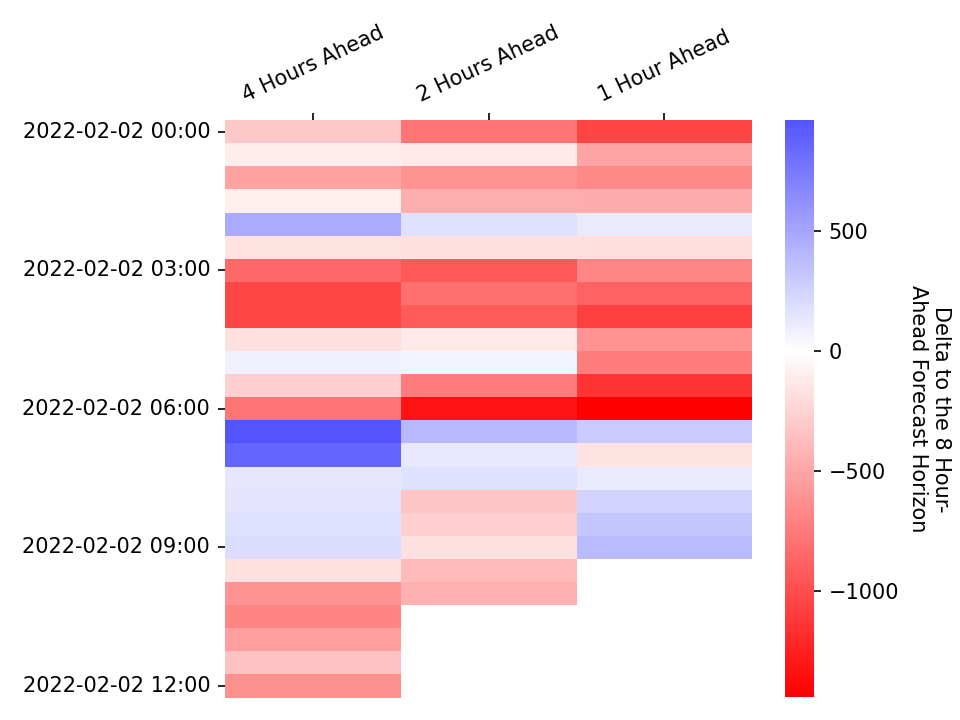 4 Hours Ahead
2 Hours Ahead
1 Hour Ahead
2022-02-02 00:00
2022-02-02 03:00
2022-02-02 06:00
2022-02-02 09:00
2022-02-02 12:00
500
0
−500
−1000
Delta to the 8 Hour-
Ahead Forecast Horizon